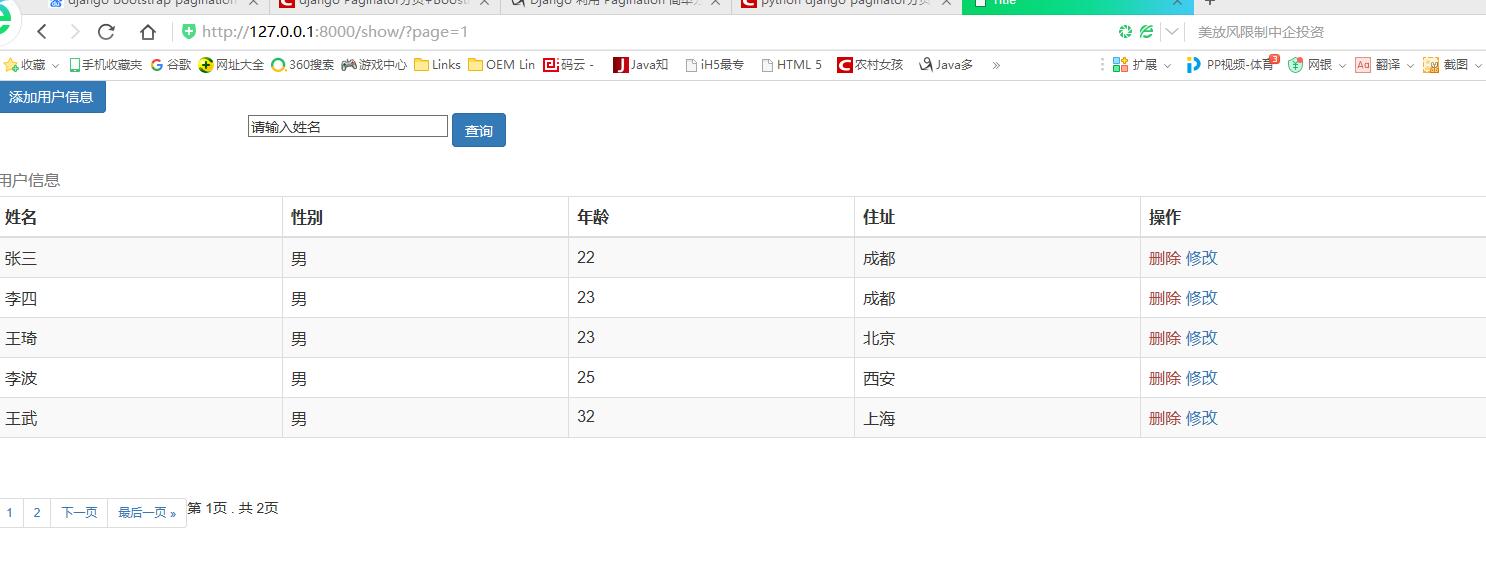 django bootstrap pagination
django Paginator分页+Boost
Django 利用 Pagination 简单分
python django paginator分页
Title
http://127.0.0.1:8000/show/?page=1
美放风限制中企投资
收藏 手机收藏夹 谷歌 网址大全 360搜索 游戏中心 Links OEM Lin 码云 - Java知 iH5最专 HTML 5 农村女孩 Java多 » 扩展 PP视频-体育 3 网银 翻译 截图
添加用户信息
请输入姓名 查询
用户信息
姓名 性别 年龄 住址 操作
张三 男 22 成都 删除 修改
李四 男 23 成都 删除 修改
王琦 男 23 北京 删除 修改
李波 男 25 西安 删除 修改
王武 男 32 上海 删除 修改
1 2 下一页 最后一页 » 第 1页 . 共 2页